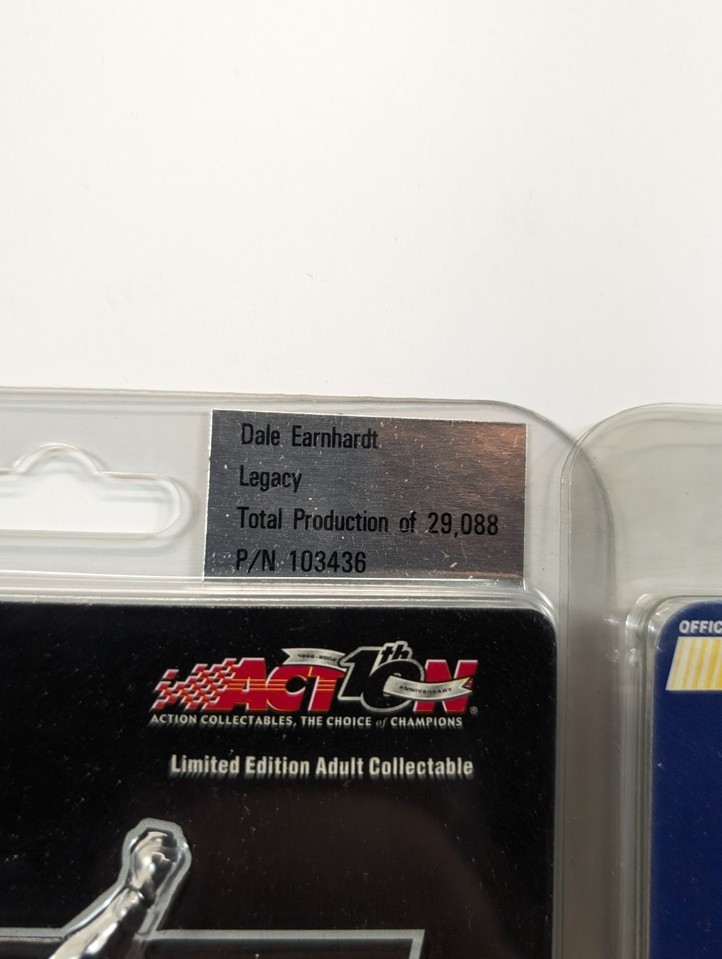 Dale Earnhardt
Legacy
Total Production of 29,088
P/N 103436
ACTION 10th
ANNIVERSARY
ACTION COLLECTABLES, THE CHOICE of CHAMPIONS
Limited Edition Adult Collectable
OFFIC